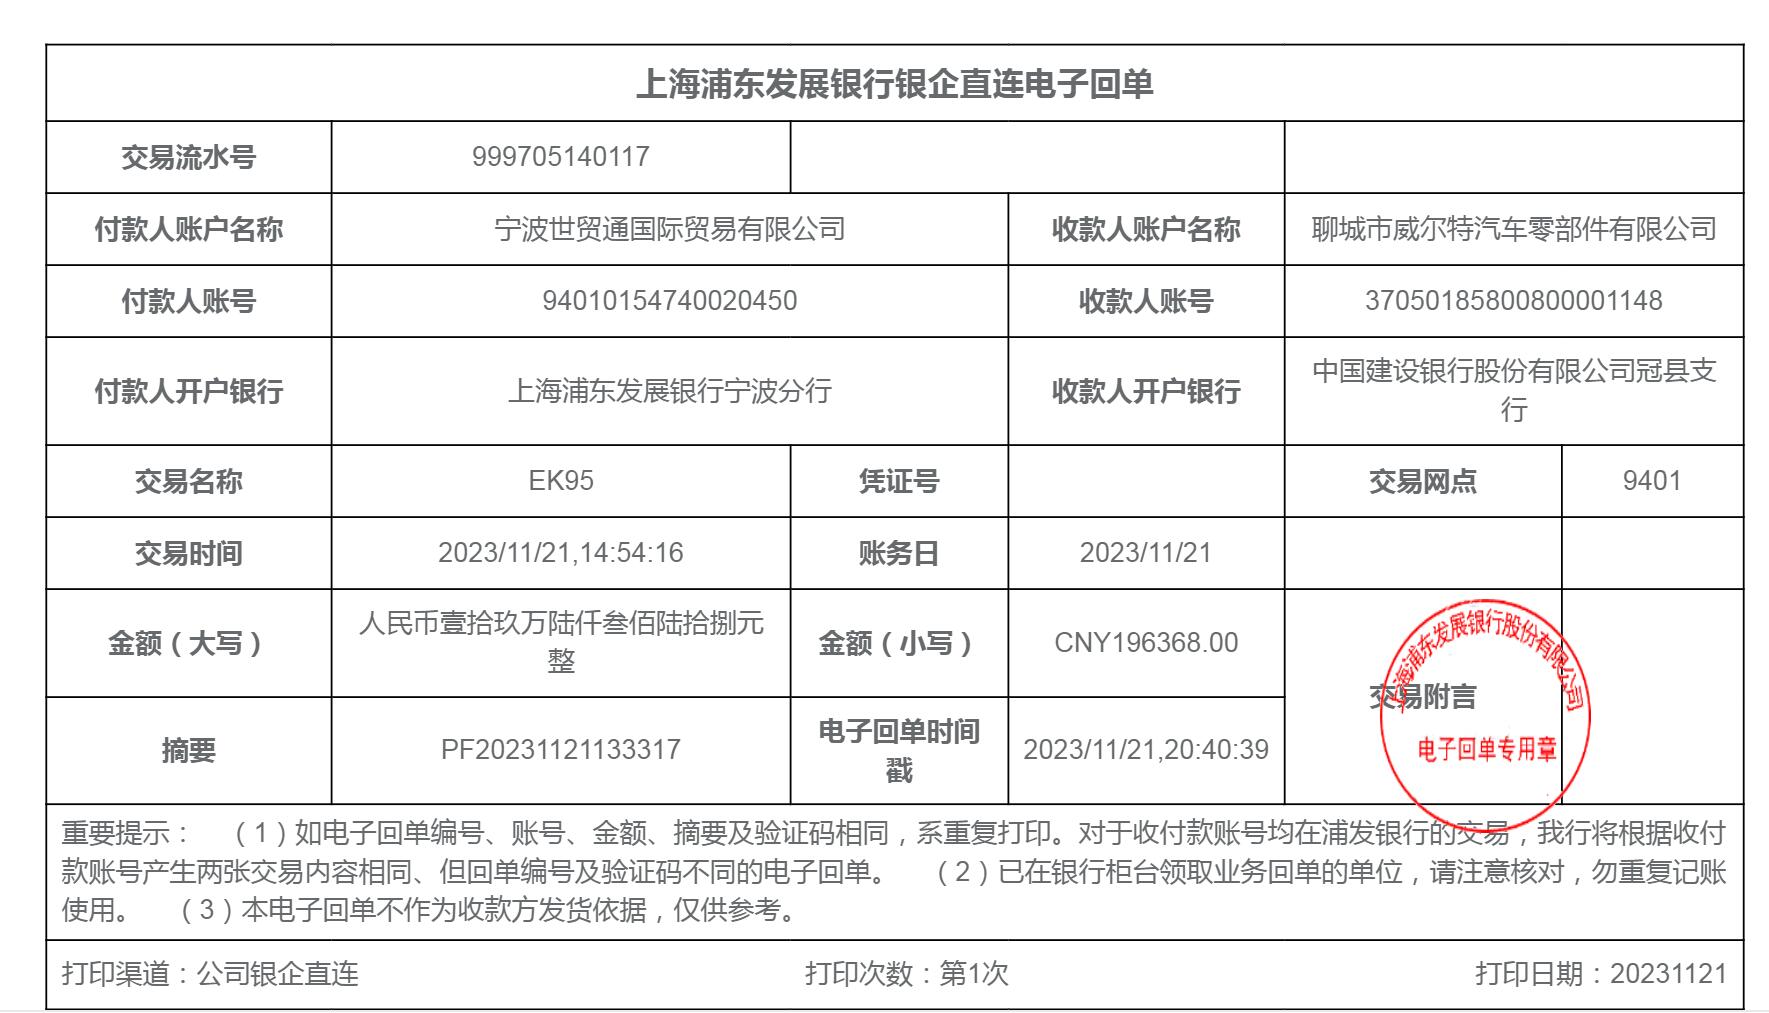 上海浦东发展银行银企直连电子回单
交易流水号 999705140117
付款人账户名称 宁波世贸通国际贸易有限公司 收款人账户名称 聊城市威尔特汽车零部件有限公司
付款人账号 94010154740020450 收款人账号 37050185800800001148
付款人开户银行 上海浦东发展银行宁波分行 收款人开户银行 中国建设银行股份有限公司冠县支
行
交易名称 EK95 凭证号 交易网点 9401
交易时间 2023/11/21,14:54:16 账务日 2023/11/21
金额（大写） 人民币壹拾玖万陆仟叁佰陆拾捌元
整
金额（小写） CNY196368.00
交易附言
上海浦东发展银行股份有限公司
电子回单专用章
摘要 PF20231121133317 电子回单时间
戳
2023/11/21,20:40:39
重要提示： （1）如电子回单编号、账号、金额、摘要及验证码相同，系重复打印。对于收付款账号均在浦发银行的交易，我行将根据收付
款账号产生两张交易内容相同、但回单编号及验证码不同的电子回单。 （2）已在银行柜台领取业务回单的单位，请注意核对，勿重复记账
使用。 （3）本电子回单不作为收款方发货依据，仅供参考。
打印渠道：公司银企直连 打印次数：第1次 打印日期：20231121